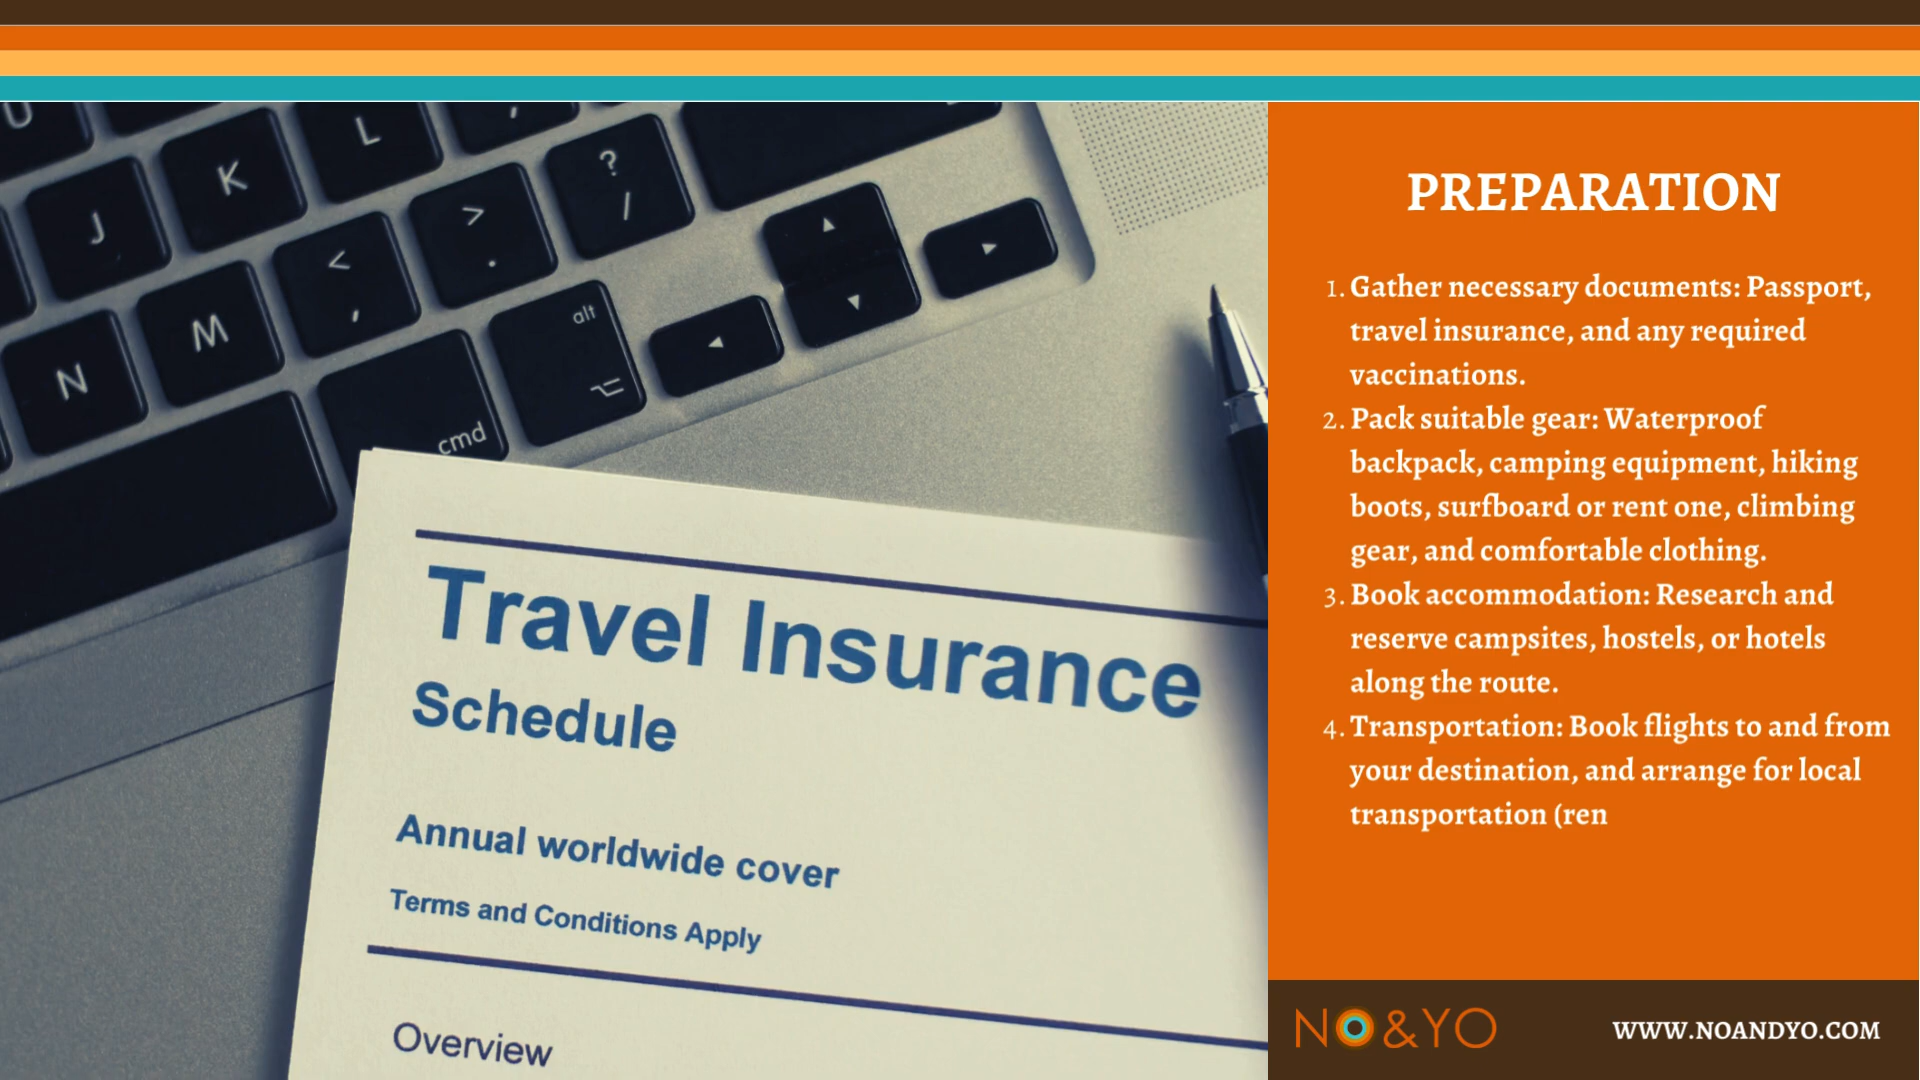 U
J
K
L
N
M
<
,
>
.
?
/
alt
cmd
Travel Insurance
Schedule
Annual worldwide cover
Terms and Conditions Apply
Overview
PREPARATION
1. Gather necessary documents: Passport,
travel insurance, and any required
vaccinations.
2. Pack suitable gear: Waterproof
backpack, camping equipment, hiking
boots, surfboard or rent one, climbing
gear, and comfortable clothing.
3. Book accommodation: Research and
reserve campsites, hostels, or hotels
along the route.
4. Transportation: Book flights to and from
your destination, and arrange for local
transportation (ren
NO&YO
WWW.NOANDYO.COM